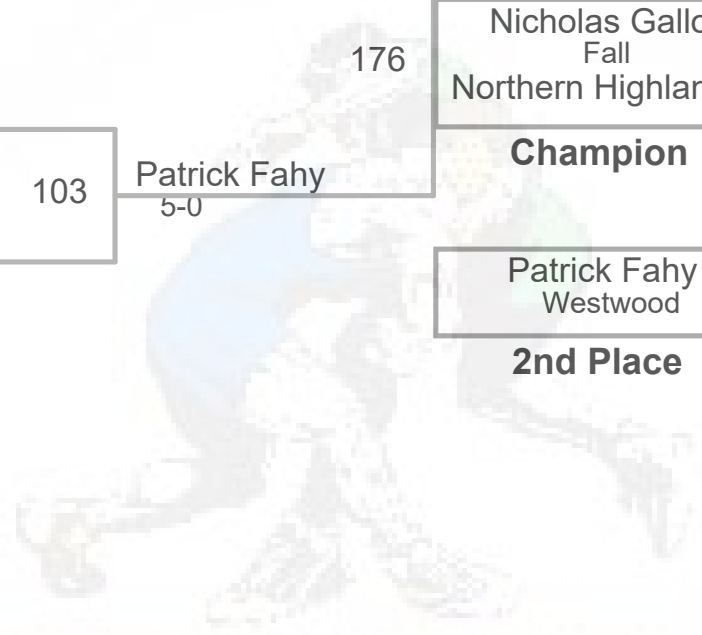 176
Nicholas Gallo
Fall
Northern Highlan
Champion
103
Patrick Fahy
5-0
Patrick Fahy
Westwood
2nd Place